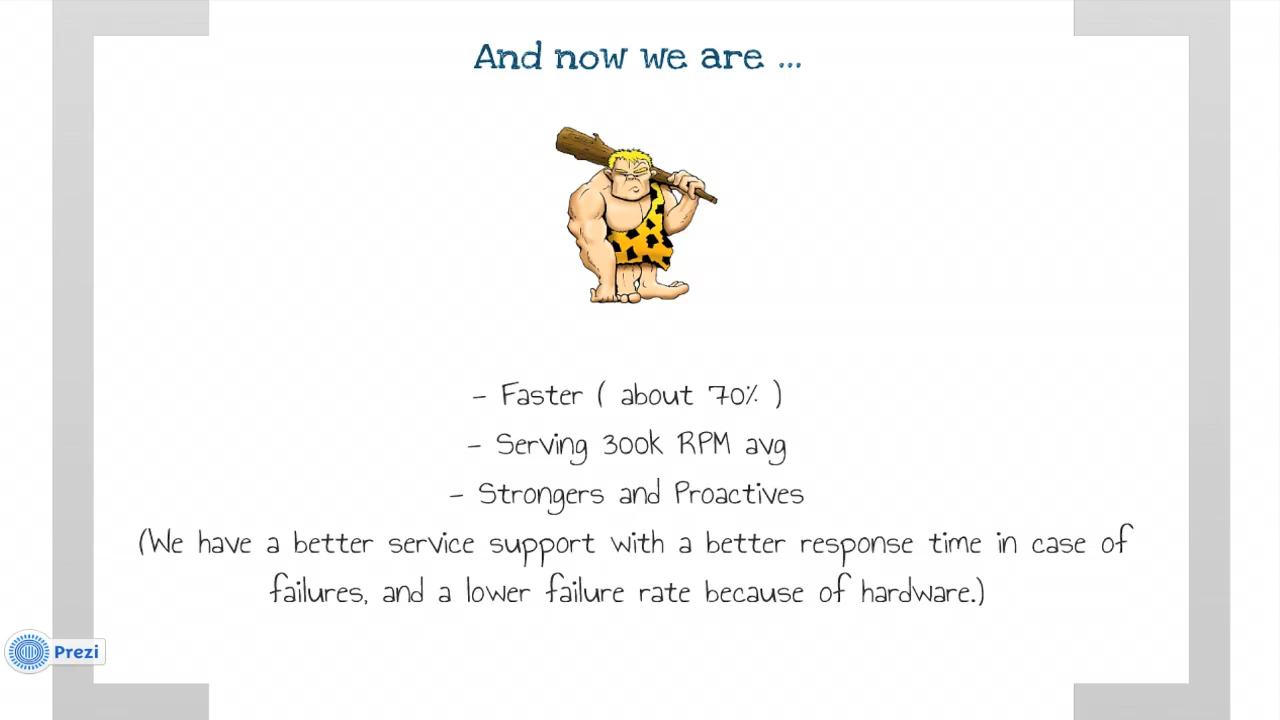 And now we are ...
- Faster ( about 70% )
- Serving 300k RPM avg
- Strongers and Proactives
(We have a better service support with a better response time in case of
failures, and a lower failure rate because of hardware.)
Prezi